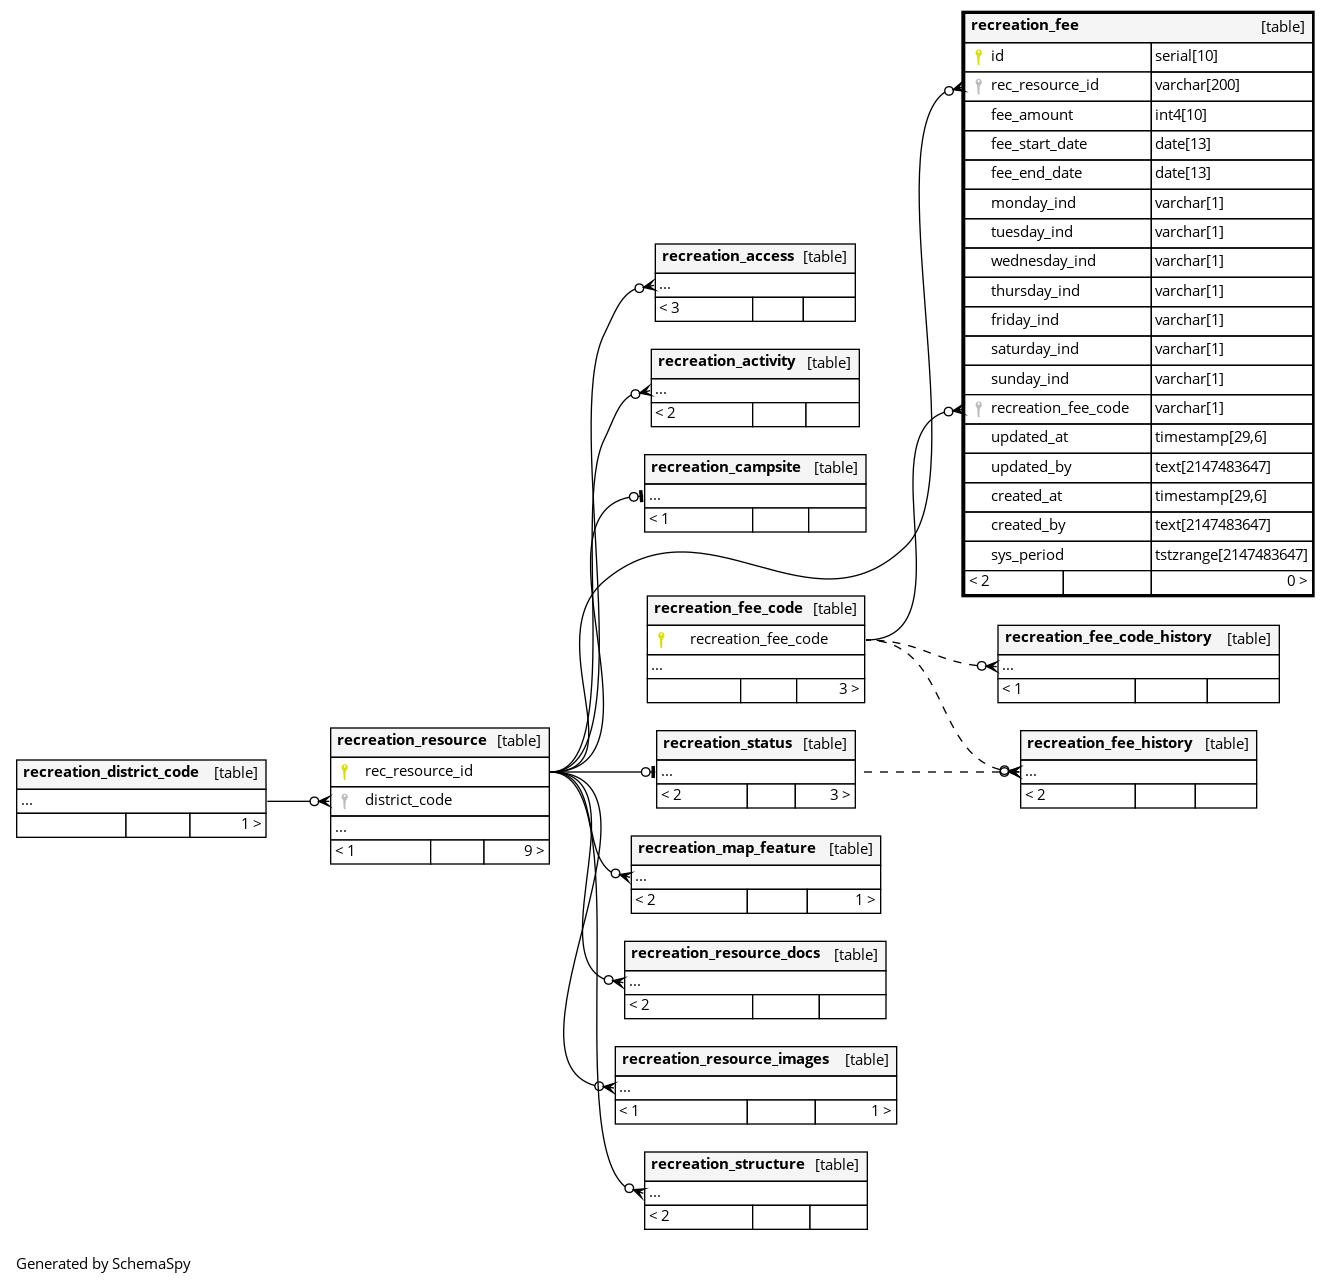 recreation_fee [table]
id serial[10]
rec_resource_id varchar[200]
fee_amount int4[10]
fee_start_date date[13]
fee_end_date date[13]
monday_ind varchar[1]
tuesday_ind varchar[1]
wednesday_ind varchar[1]
thursday_ind varchar[1]
friday_ind varchar[1]
saturday_ind varchar[1]
sunday_ind varchar[1]
recreation_fee_code varchar[1]
updated_at timestamp[29,6]
updated_by text[2147483647]
created_at timestamp[29,6]
created_by text[2147483647]
sys_period tstzrange[2147483647]
< 2 0 >
recreation_access [table]
...
< 3
recreation_activity [table]
...
< 2
recreation_campsite [table]
...
< 1
recreation_fee_code [table]
recreation_fee_code
...
3 >
recreation_fee_code_history [table]
...
< 1
recreation_status [table]
...
< 2 3 >
recreation_fee_history [table]
...
< 2
recreation_resource [table]
rec_resource_id
district_code
...
< 1 9 >
recreation_district_code [table]
...
1 >
recreation_map_feature [table]
...
< 2 1 >
recreation_resource_docs [table]
...
< 2
recreation_resource_images [table]
...
< 1 1 >
recreation_structure [table]
...
< 2
Generated by SchemaSpy